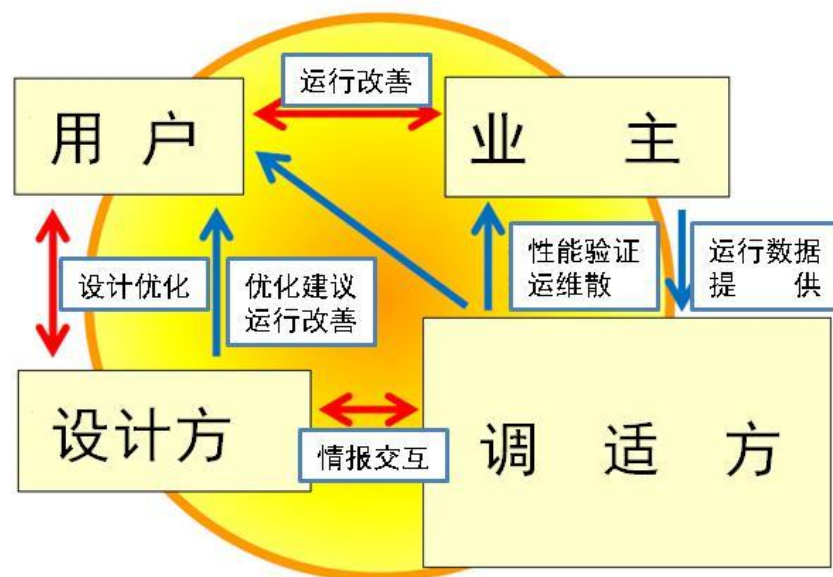 运行改善
用 户
业 主
性能验证
运维散
运行数据
提 供
设计优化
优化建议
运行改善
设计方
情报交互
调 适 方